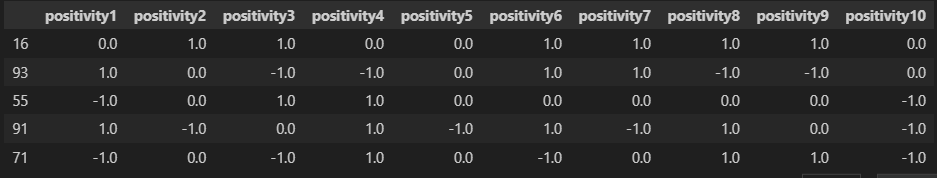 positivity1 positivity2 positivity3 positivity4 positivity5 positivity6 positivity7 positivity8 positivity9 positivity10
16 0.0 1.0 1.0 0.0 0.0 1.0 1.0 1.0 1.0 0.0
93 1.0 0.0 -1.0 -1.0 0.0 1.0 1.0 -1.0 -1.0 0.0
55 -1.0 0.0 1.0 1.0 0.0 0.0 0.0 0.0 0.0 -1.0
91 1.0 -1.0 0.0 1.0 -1.0 1.0 -1.0 1.0 0.0 -1.0
71 -1.0 0.0 -1.0 1.0 0.0 -1.0 0.0 1.0 1.0 -1.0